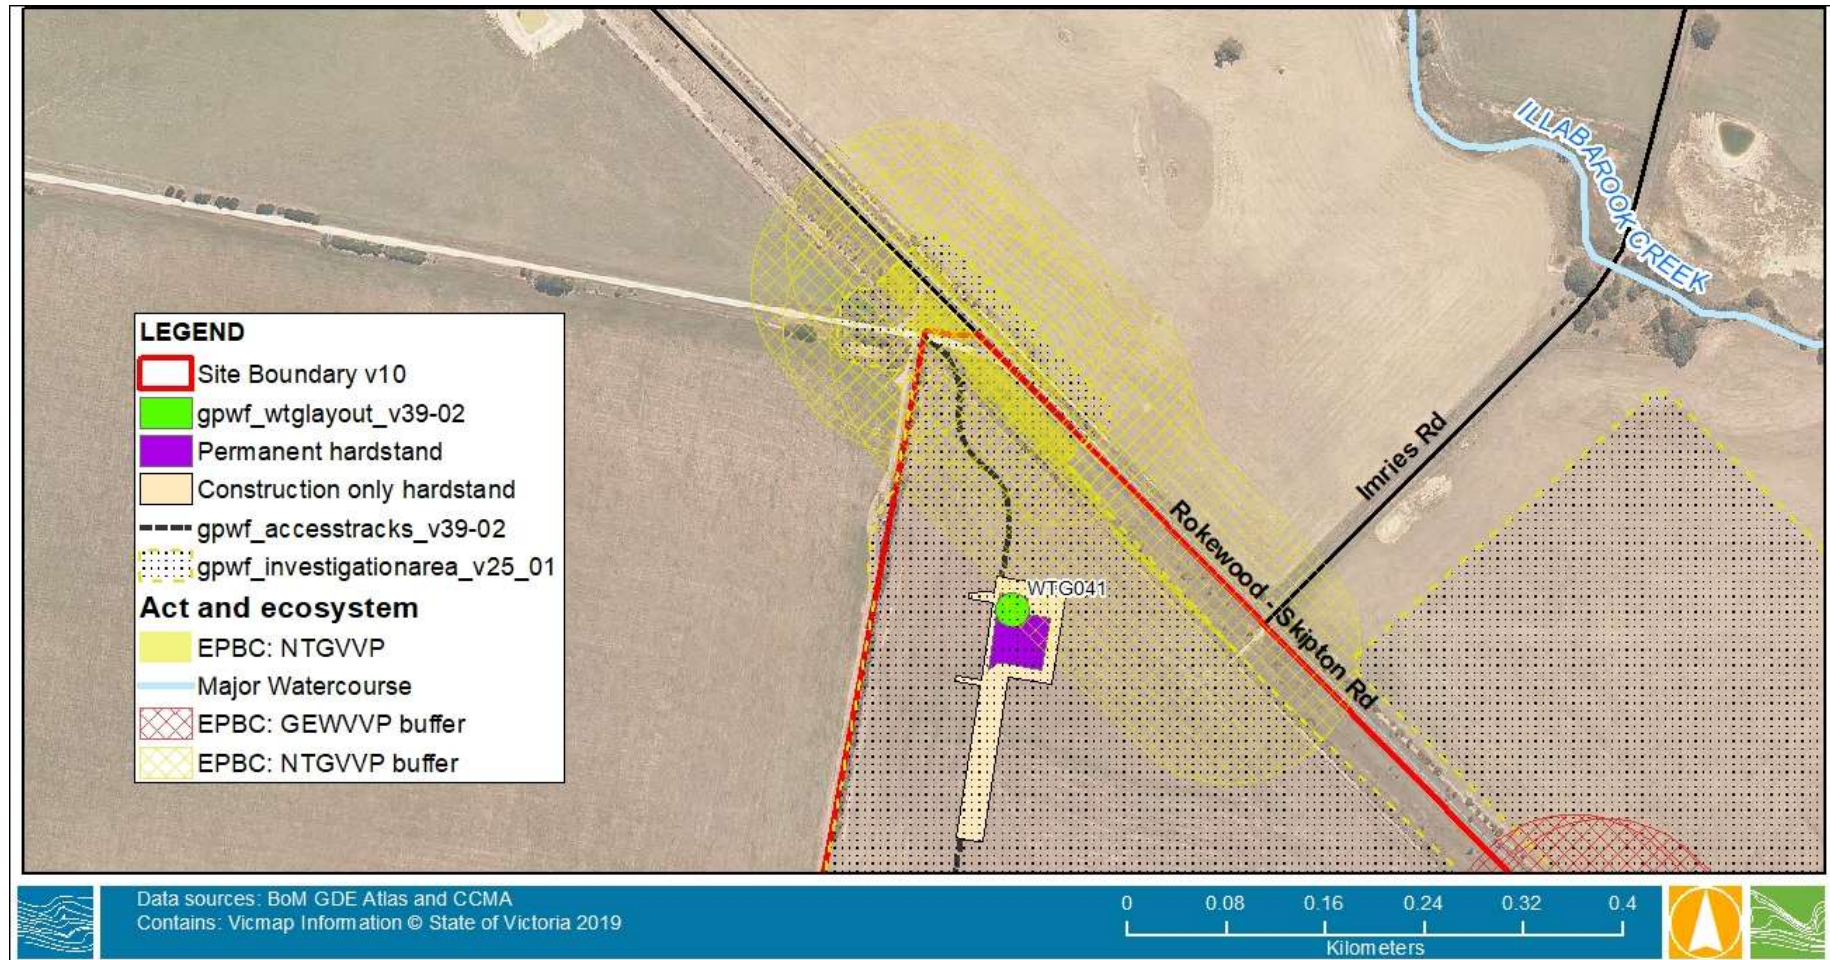 ILLABAROOK CREEK
Imries Rd
Rokewood - Skipton Rd
WTG041
LEGEND
Site Boundary v10
gpwf_wtglayout_v39-02
Permanent hardstand
Construction only hardstand
gpwf_accesstracks_v39-02
gpwf_investigationarea_v25_01
Act and ecosystem
EPBC: NTGVVP
Major Watercourse
EPBC: GEWVVP buffer
EPBC: NTGVVP buffer
Data sources: BoM GDE Atlas and CCMA
Contains: Vicmap Information © State of Victoria 2019
0 0.08 0.16 0.24 0.32 0.4
Kilometers